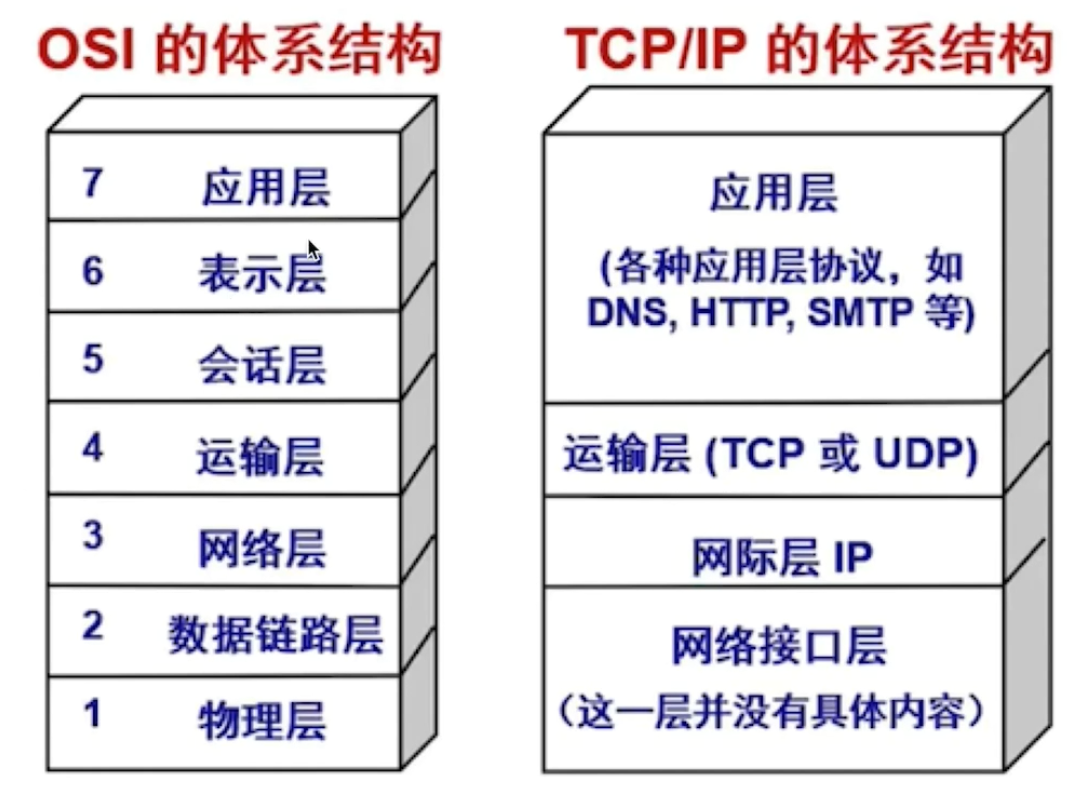 OSI 的体系结构
7 应用层
6 表示层
5 会话层
4 运输层
3 网络层
2 数据链路层
1 物理层
TCP/IP 的体系结构
应用层
(各种应用层协议，如
DNS, HTTP, SMTP 等)
运输层 (TCP 或 UDP)
网际层 IP
网络接口层
（这一层并没有具体内容）